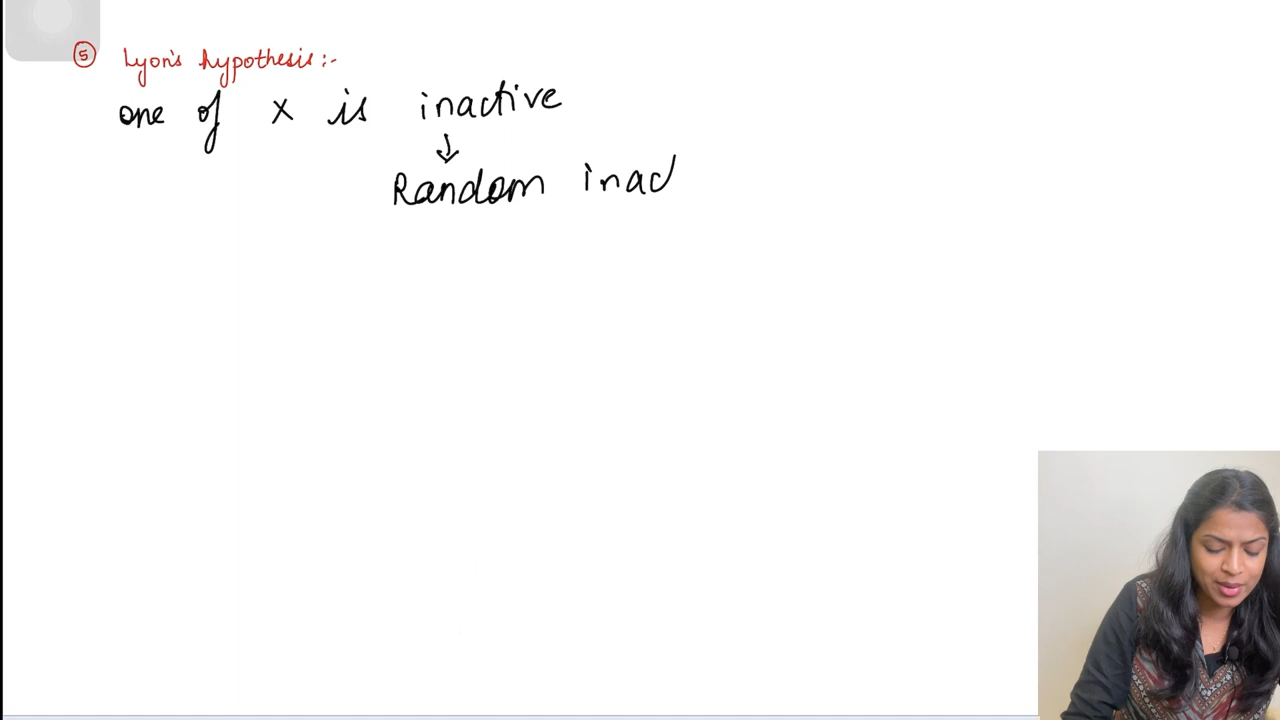 ⑤ Lyon's hypothesis:-
one of X is inactive
↓
Random inac